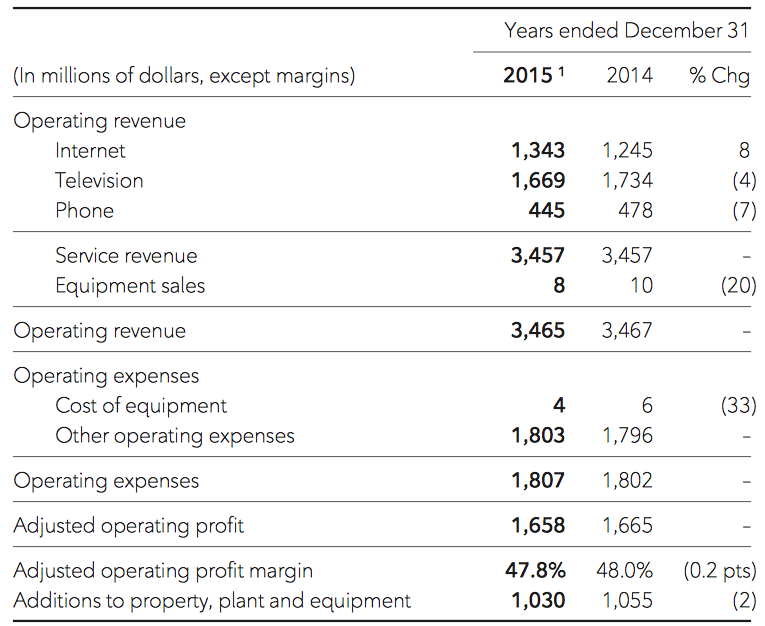 Years ended December 31
(In millions of dollars, except margins) 2015 1 2014 % Chg
Operating revenue
Internet 1,343 1,245 8
Television 1,669 1,734 (4)
Phone 445 478 (7)
Service revenue 3,457 3,457 –
Equipment sales 8 10 (20)
Operating revenue 3,465 3,467 –
Operating expenses
Cost of equipment 4 6 (33)
Other operating expenses 1,803 1,796 –
Operating expenses 1,807 1,802 –
Adjusted operating profit 1,658 1,665 –
Adjusted operating profit margin 47.8% 48.0% (0.2 pts)
Additions to property, plant and equipment 1,030 1,055 (2)